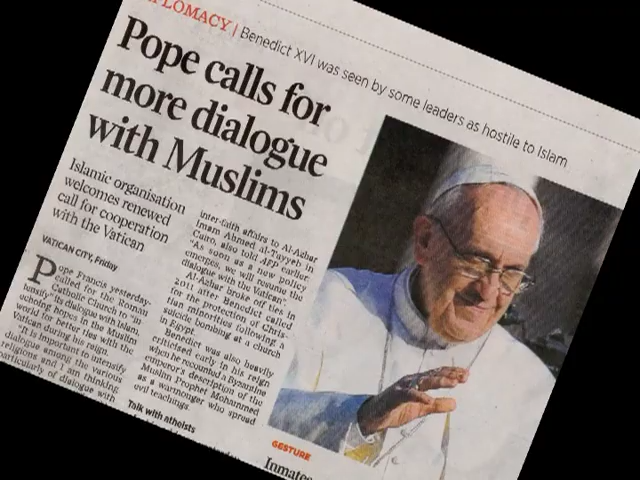 PLOMACY | Benedict XVI was seen by some leaders as hostile to Islam
Pope calls for
more dialogue
with Muslims
Islamic organisation
welcomes renewed
call for cooperation
with the Vatican
VATICAN CITY, Friday
Pope Francis yesterday
called for the Roman
Catholic Church to "in
tensify" its dialogue with Islam,
echoing hopes in the Muslim
world for better ties with the
Vatican during his reign.
"It is important to intensify
dialogue among the various
religions and I am thinking
particularly of dialogue with
inter-faith affairs to Al-Azhar
Imam Ahmed al-Tayyeb in
Cairo, also told AFP earlier.
"As soon as a new policy
emerges, we will resume the
dialogue with the Vatican".
Al-Azhar broke off ties in
2011 after Benedict called
for the protection of Chris-
tian minorities following a
suicide bombing at a church
in Egypt.
Benedict was also heavily
criticised early in his reign
when he recounted a Byzantine
emperor's description of the
Muslim Prophet Mohammed
as a warmonger who spread
evil teachings.
Talk with atheists
GESTURE
Inmates